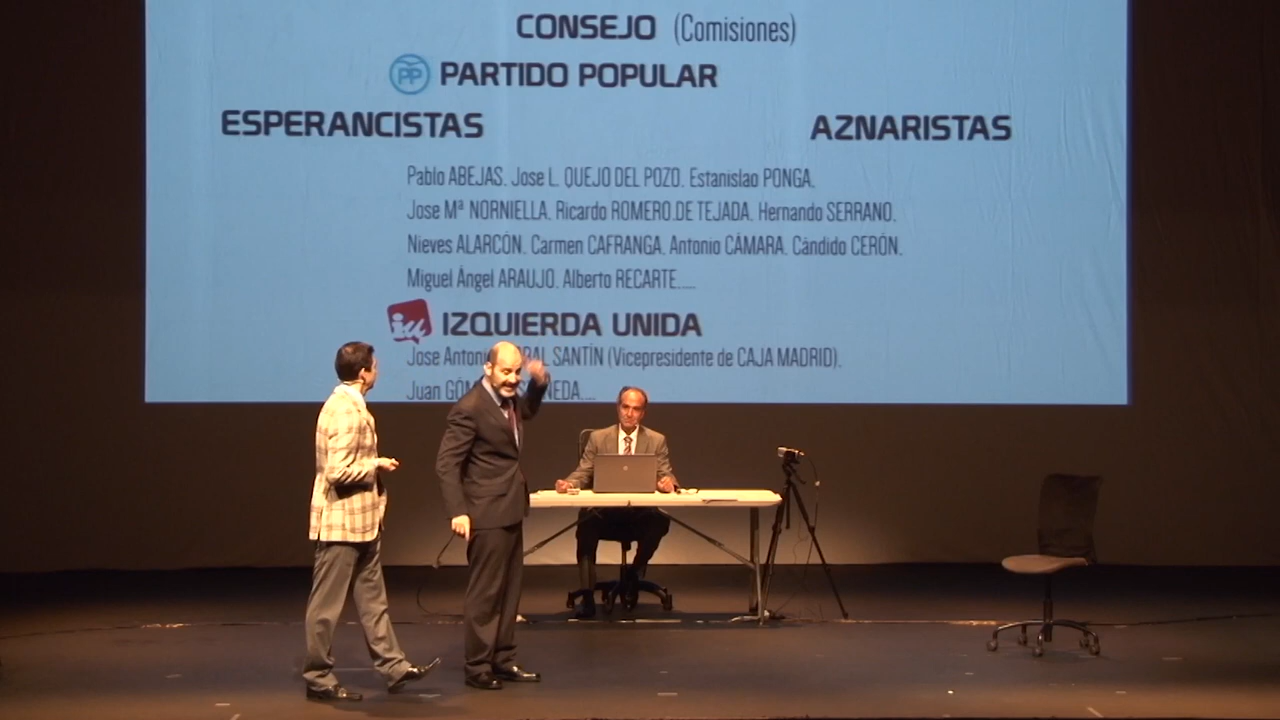 CONSEJO (Comisiones)
PP PARTIDO POPULAR
ESPERANCISTAS AZNARISTAS
Pablo ABEJAS. Jose L. QUEJO DEL POZO. Estanislao PONGA.
Jose Mª NORNIELLA. Ricardo ROMERO.DE TEJADA. Hernando SERRANO.
Nieves ALARCÓN. Carmen CAFRANGA. Antonio CÁMARA. Cándido CERÓN.
Miguel Ángel ARAUJO. Alberto RECARTE.....
iu IZQUIERDA UNIDA
Jose Antonio SANTÍN (Vicepresidente de CAJA MADRID).
Juan